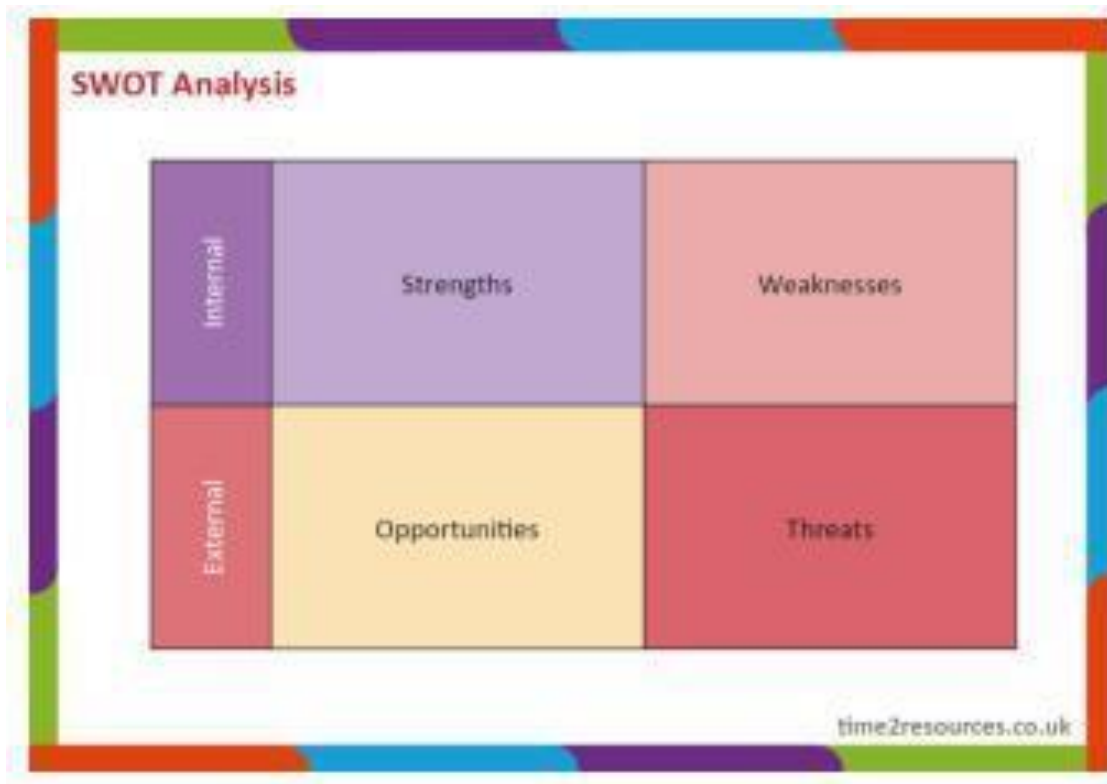 SWOT Analysis
Internal
Strengths
Weaknesses
External
Opportunities
Threats
time2resources.co.uk